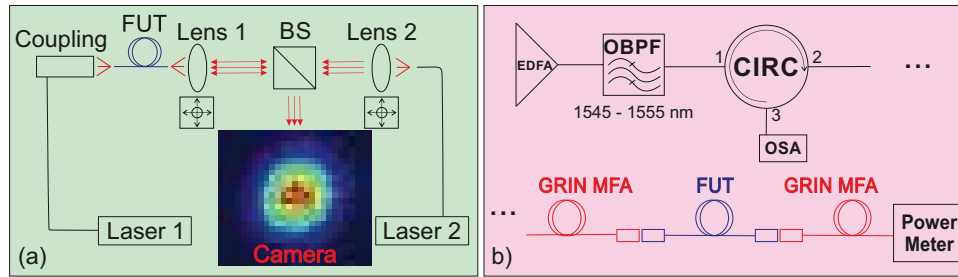 FUT
Coupling
Lens 1
BS
Lens 2
Laser 1
Laser 2
Camera
(a)
EDFA
OBPF
1545 - 1555 nm
1
CIRC
2
3
OSA
...
GRIN MFA
FUT
GRIN MFA
...
Power
Meter
b)